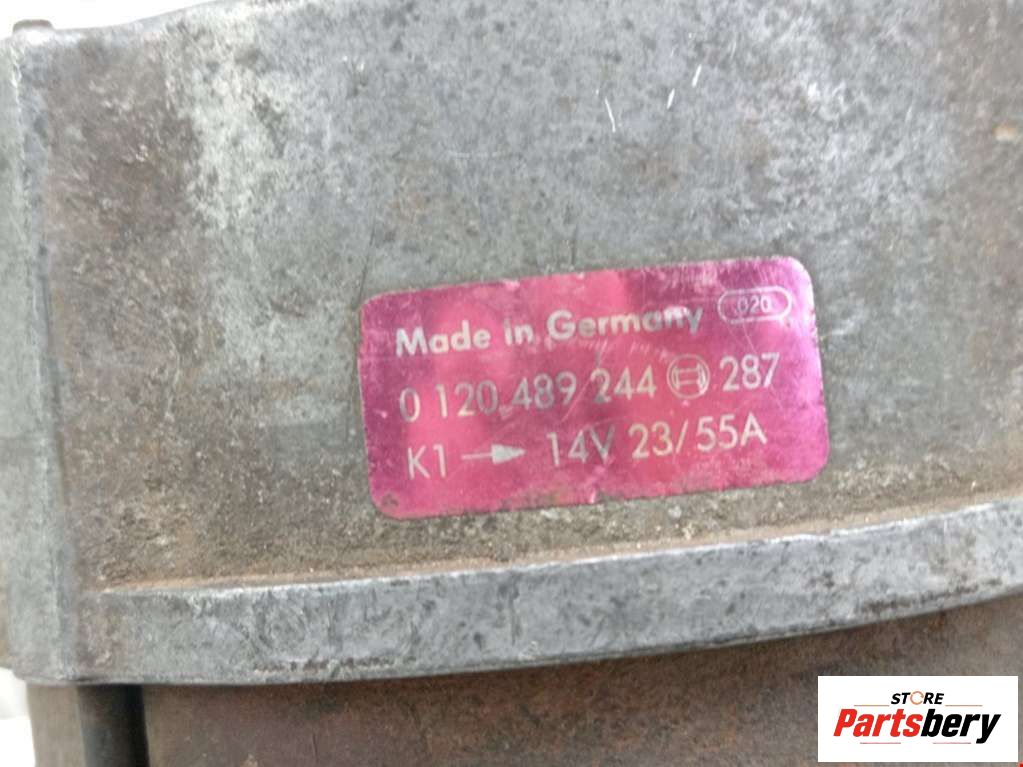 Made in Germany 020
0 120 489 244 287
K1 → 14V 23/55A
STORE
Partsbery